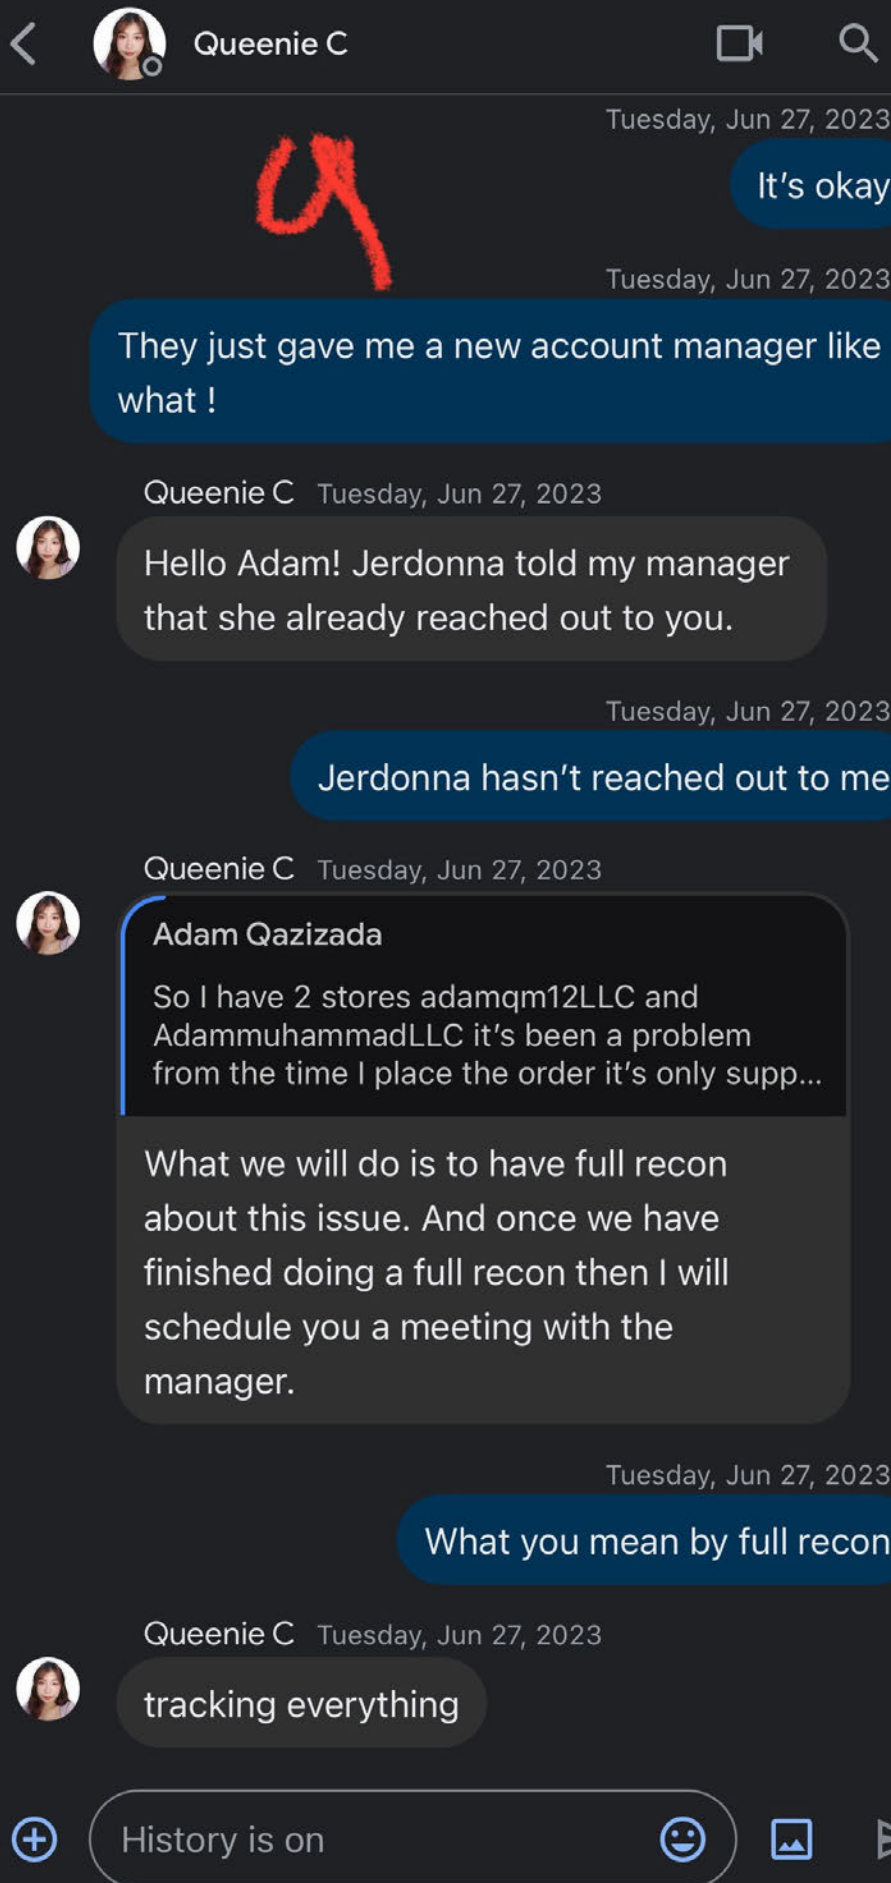 Queenie C
Tuesday, Jun 27, 2023
It's okay
Tuesday, Jun 27, 2023
They just gave me a new account manager like
what !
Queenie C Tuesday, Jun 27, 2023
Hello Adam! Jerdonna told my manager
that she already reached out to you.
Tuesday, Jun 27, 2023
Jerdonna hasn't reached out to me
Queenie C Tuesday, Jun 27, 2023
Adam Qazizada
So I have 2 stores adamqm12LLC and
AdammuhammadLLC it's been a problem
from the time I place the order it's only supp...
What we will do is to have full recon
about this issue. And once we have
finished doing a full recon then I will
schedule you a meeting with the
manager.
Tuesday, Jun 27, 2023
What you mean by full recon
Queenie C Tuesday, Jun 27, 2023
tracking everything
History is on